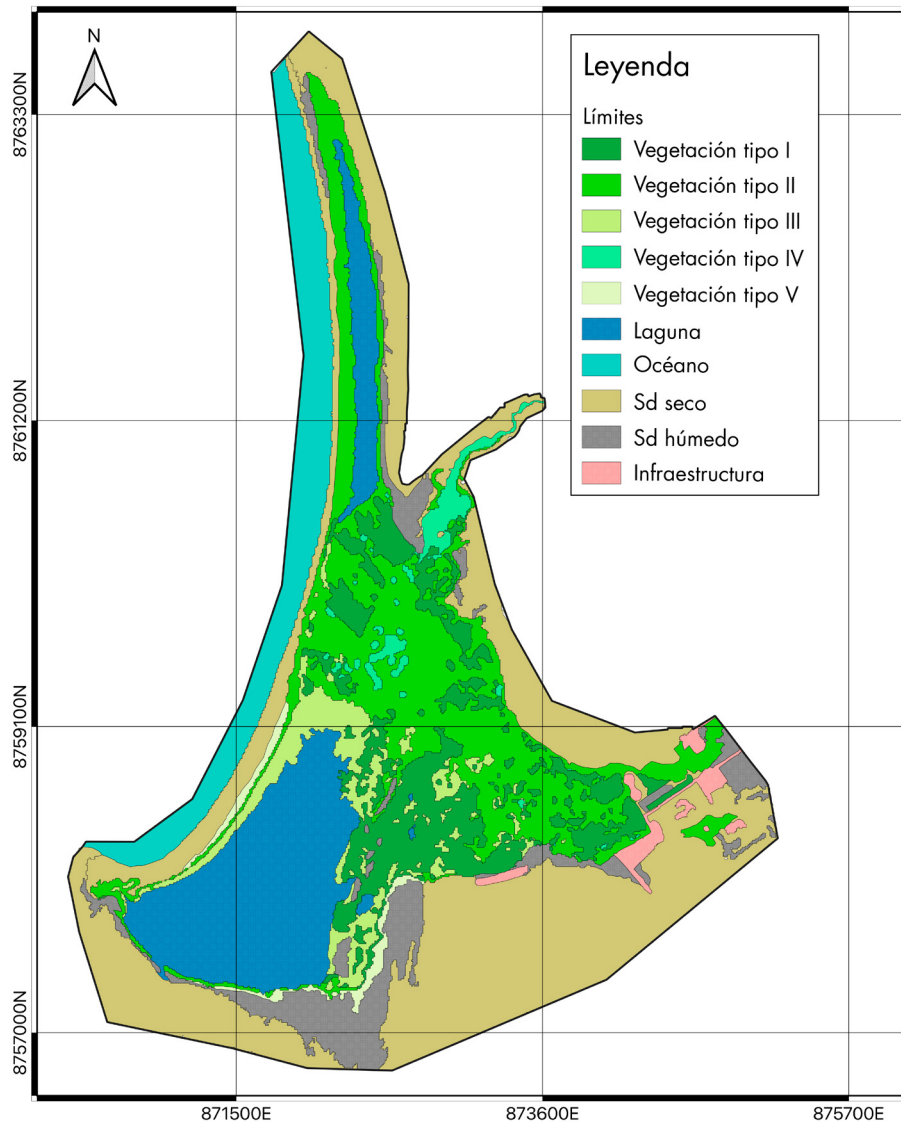 N
Leyenda
Límites
Vegetación tipo I
Vegetación tipo II
Vegetación tipo III
Vegetación tipo IV
Vegetación tipo V
Laguna
Océano
Sd seco
Sd húmedo
Infraestructura
8763300N
8761200N
8759100N
8757000N
871500E
873600E
875700E